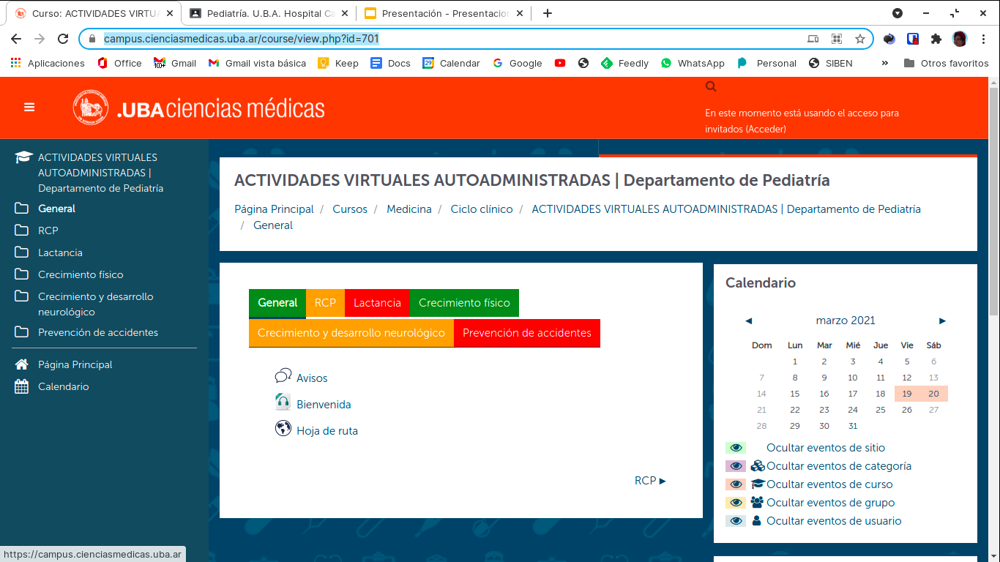 Curso: ACTIVIDADES VIRTUA
Pediatría. U.B.A. Hospital Ca
Presentación - Presentacion
campus.cienciasmedicas.uba.ar/course/view.php?id=701
Aplicaciones
Office
100+
Gmail
Gmail vista básica
Keep
Docs
27
Calendar
Google
Feedly
WhatsApp
Personal
SIBEN
»
Otros favoritos
.UBA ciencias médicas
En este momento está usando el acceso para
invitados (Acceder)
ACTIVIDADES VIRTUALES
AUTOADMINISTRADAS |
Departamento de Pediatría
General
RCP
Lactancia
Crecimiento físico
Crecimiento y desarrollo
neurológico
Prevención de accidentes
Página Principal
Calendario
ACTIVIDADES VIRTUALES AUTOADMINISTRADAS | Departamento de Pediatría
Página Principal / Cursos / Medicina / Ciclo clínico / ACTIVIDADES VIRTUALES AUTOADMINISTRADAS | Departamento de Pediatría
/ General
General RCP Lactancia Crecimiento físico
Crecimiento y desarrollo neurológico Prevención de accidentes
Avisos
Bienvenida
Hoja de ruta
RCP ►
Calendario
◄ marzo 2021 ►
Dom Lun Mar Mié Jue Vie Sáb
1 2 3 4 5 6
7 8 9 10 11 12 13
14 15 16 17 18 19 20
21 22 23 24 25 26 27
28 29 30 31
Ocultar eventos de sitio
Ocultar eventos de categoría
Ocultar eventos de curso
Ocultar eventos de grupo
Ocultar eventos de usuario
https://campus.cienciasmedicas.uba.ar